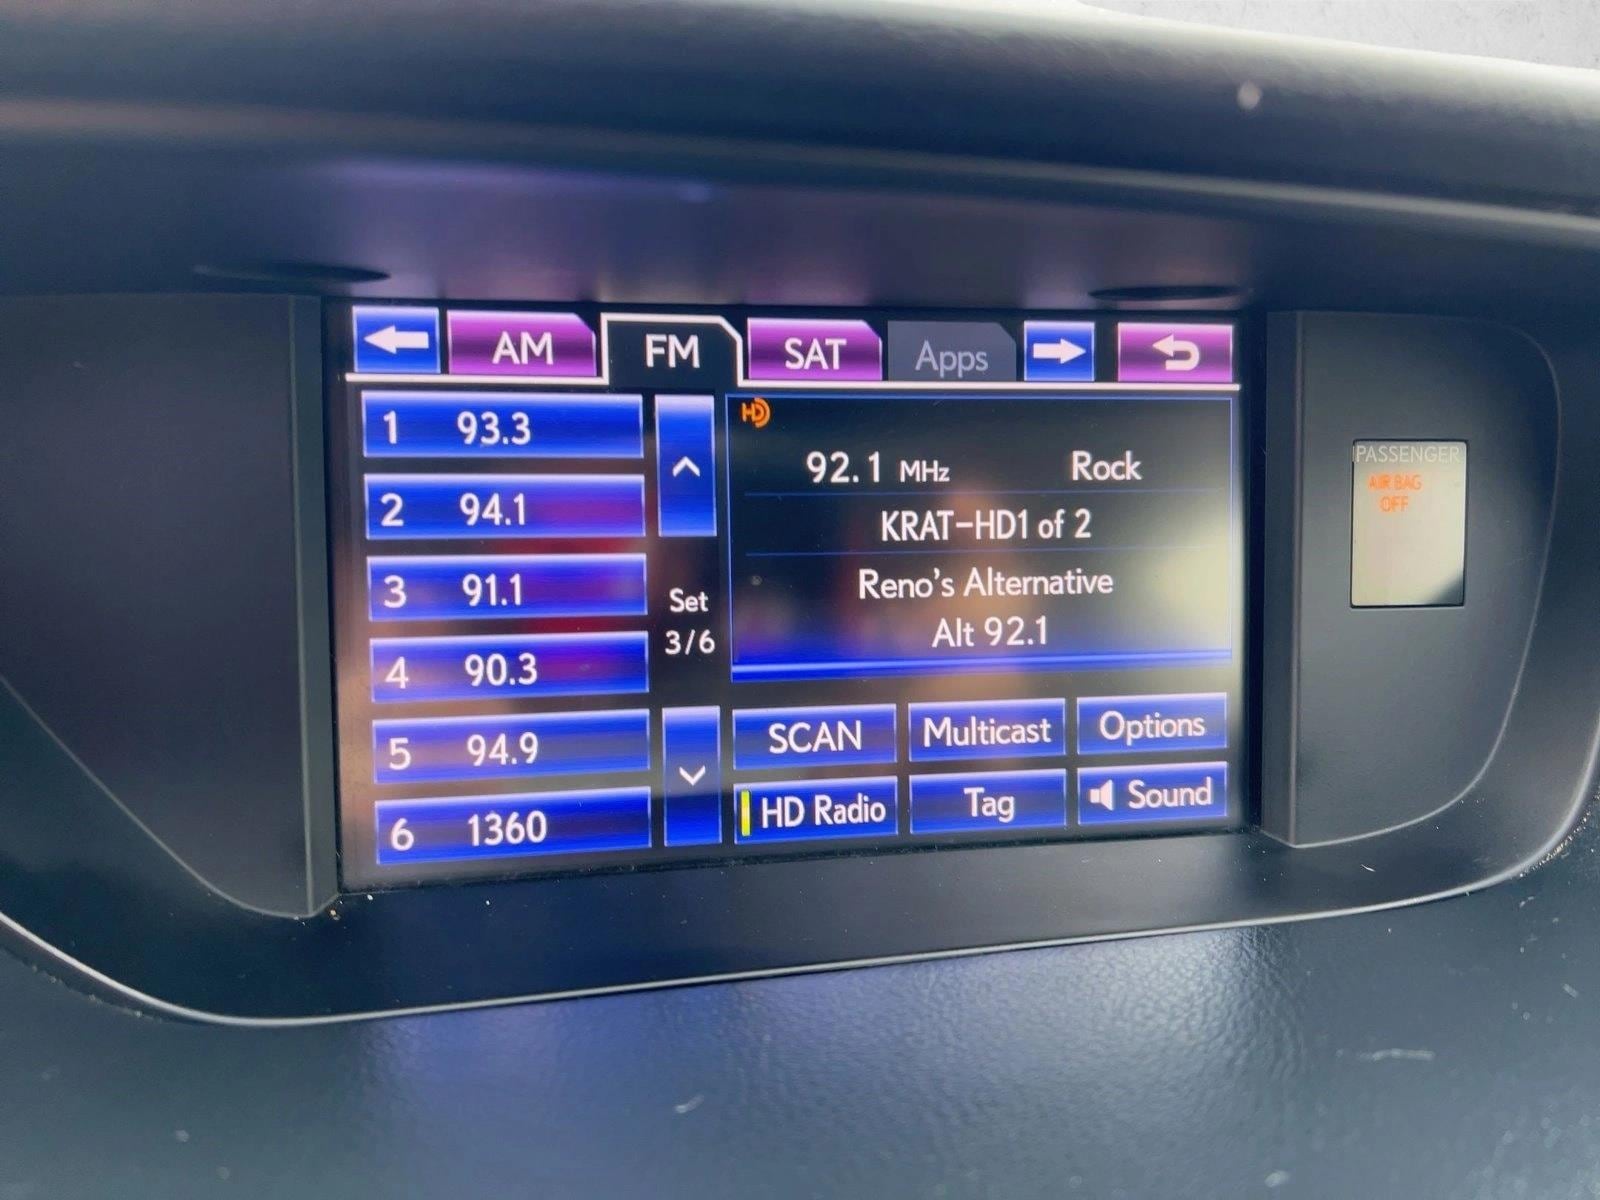 AM FM SAT Apps
1 93.3
2 94.1
3 91.1
4 90.3
5 94.9
6 1360
Set
3/6
HD
92.1 MHz Rock
KRAT-HD1 of 2
Reno's Alternative
Alt 92.1
SCAN Multicast Options
HD Radio Tag Sound
PASSENGER
AIR BAG
OFF